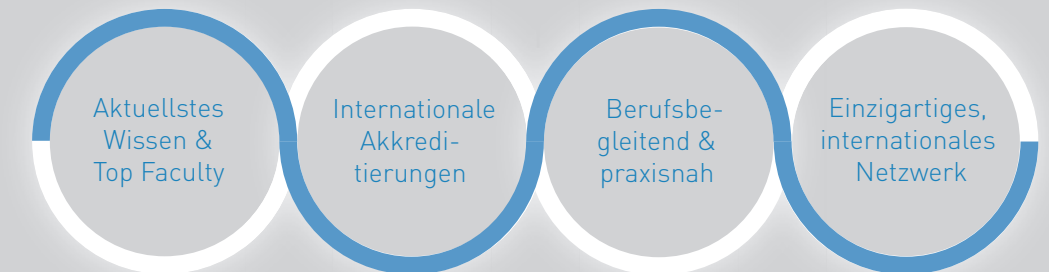 Aktuellstes
Wissen &
Top Faculty
Internationale
Akkredi-
tierungen
Berufsbe-
gleitend &
praxisnah
Einzigartiges,
internationales
Netzwerk